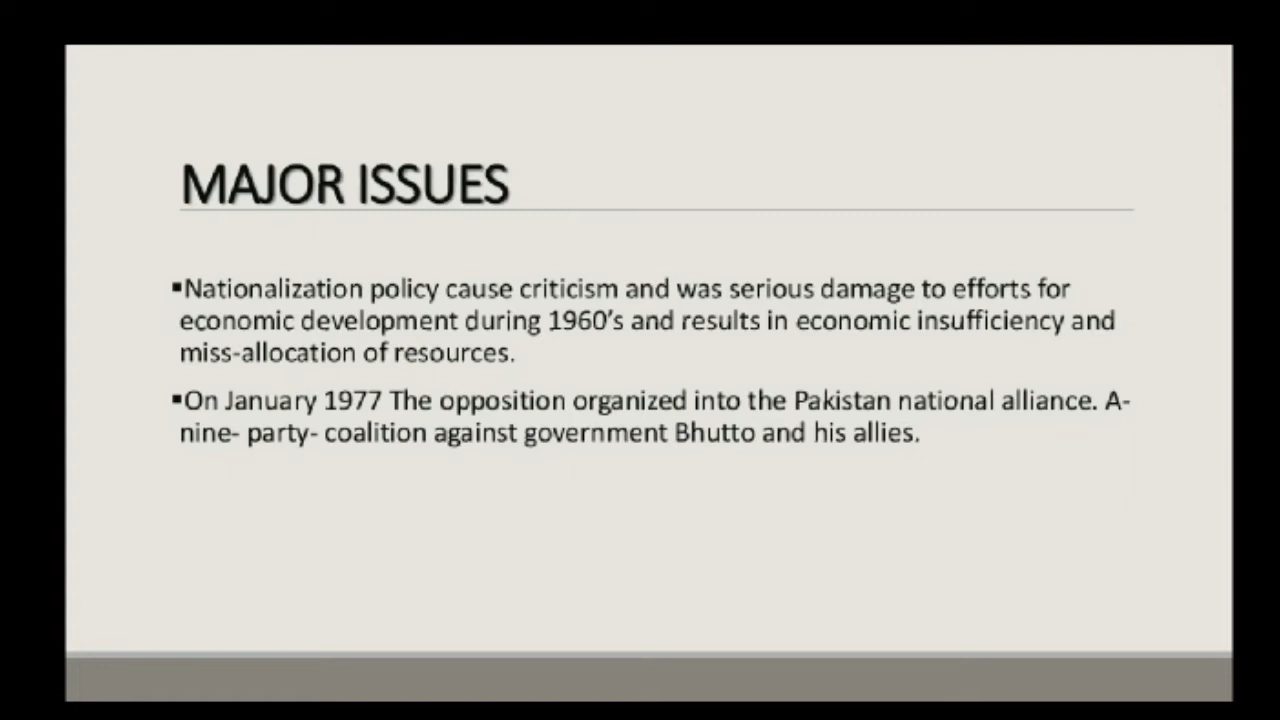 MAJOR ISSUES
▪Nationalization policy cause criticism and was serious damage to efforts for
economic development during 1960's and results in economic insufficiency and
miss-allocation of resources.
▪On January 1977 The opposition organized into the Pakistan national alliance. A-
nine- party- coalition against government Bhutto and his allies.